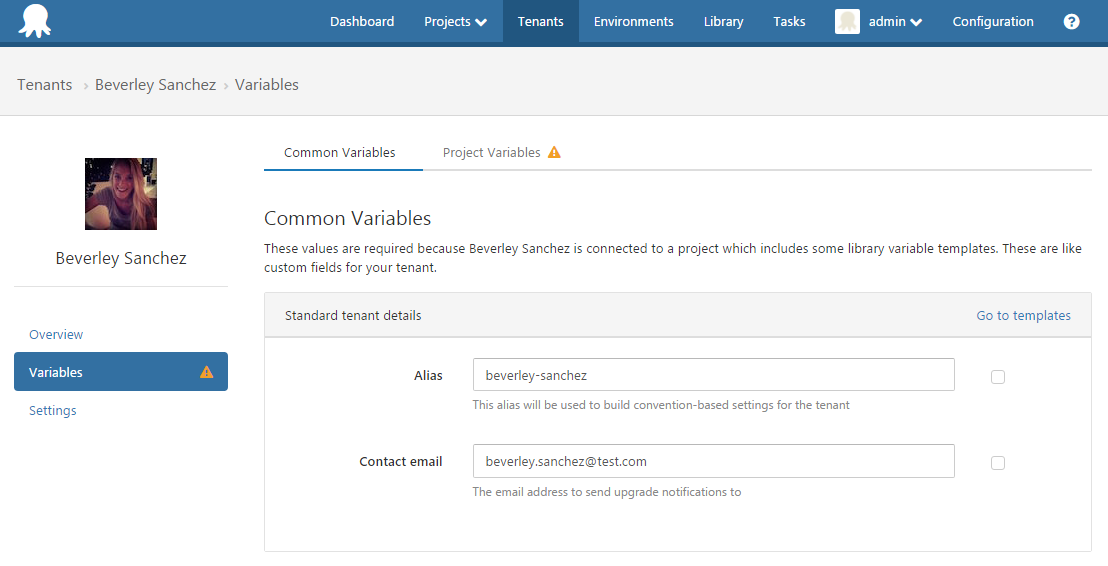 Dashboard Projects Tenants Environments Library Tasks admin Configuration ?
Tenants › Beverley Sanchez › Variables
Common Variables Project Variables
Beverley Sanchez
Overview
Variables
Settings
Common Variables
These values are required because Beverley Sanchez is connected to a project which includes some library variable templates. These are like
custom fields for your tenant.
Standard tenant details Go to templates
Alias beverley-sanchez
This alias will be used to build convention-based settings for the tenant
Contact email beverley.sanchez@test.com
The email address to send upgrade notifications to